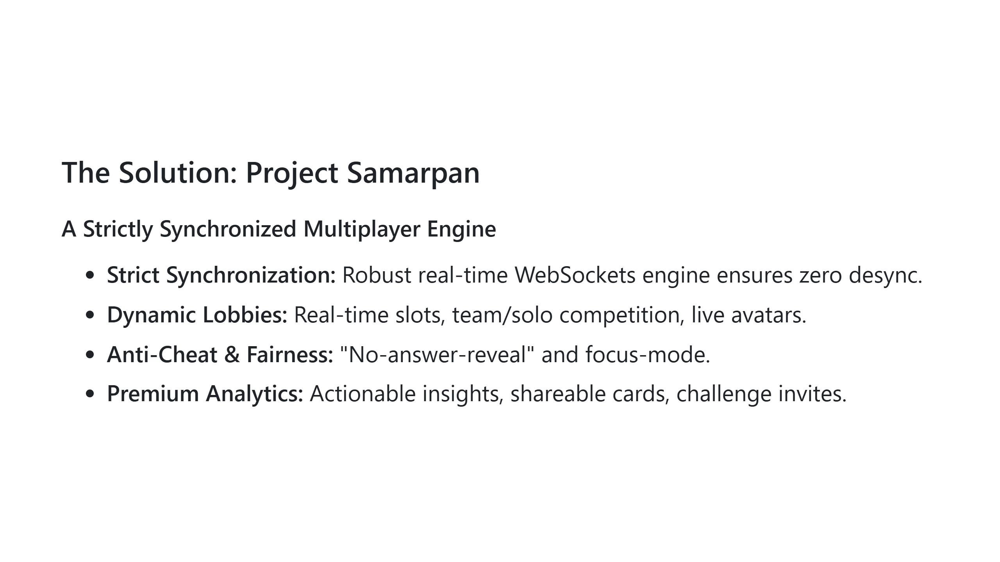 The Solution: Project Samarpan
A Strictly Synchronized Multiplayer Engine
• Strict Synchronization: Robust real-time WebSockets engine ensures zero desync.
• Dynamic Lobbies: Real-time slots, team/solo competition, live avatars.
• Anti-Cheat & Fairness: "No-answer-reveal" and focus-mode.
• Premium Analytics: Actionable insights, shareable cards, challenge invites.